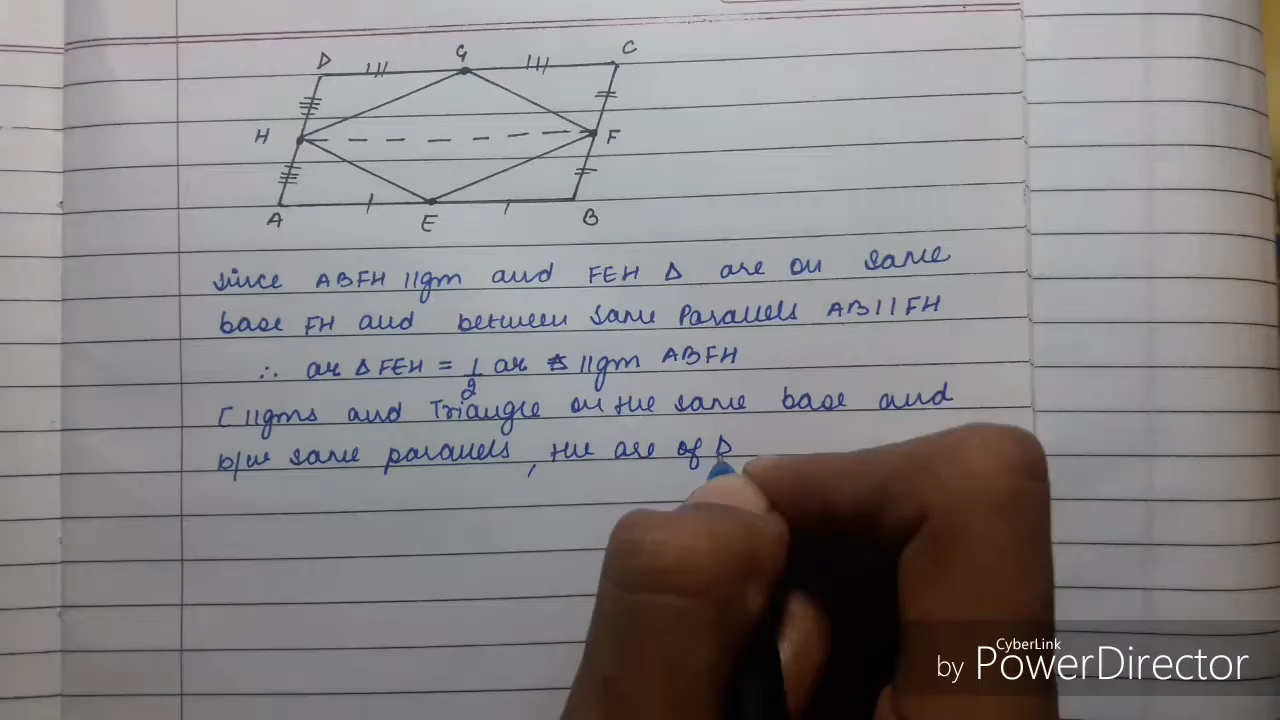 D G C
H F
A E B
since ABFH ||gm and FEH Δ are on same
base FH and between same Parallels AB||FH
∴ ar Δ FEH = 1/2 ar ||gm ABFH
[ ||gms and Triangle on the same base and
b/w same parallels, the are of Δ
CyberLink
by PowerDirector